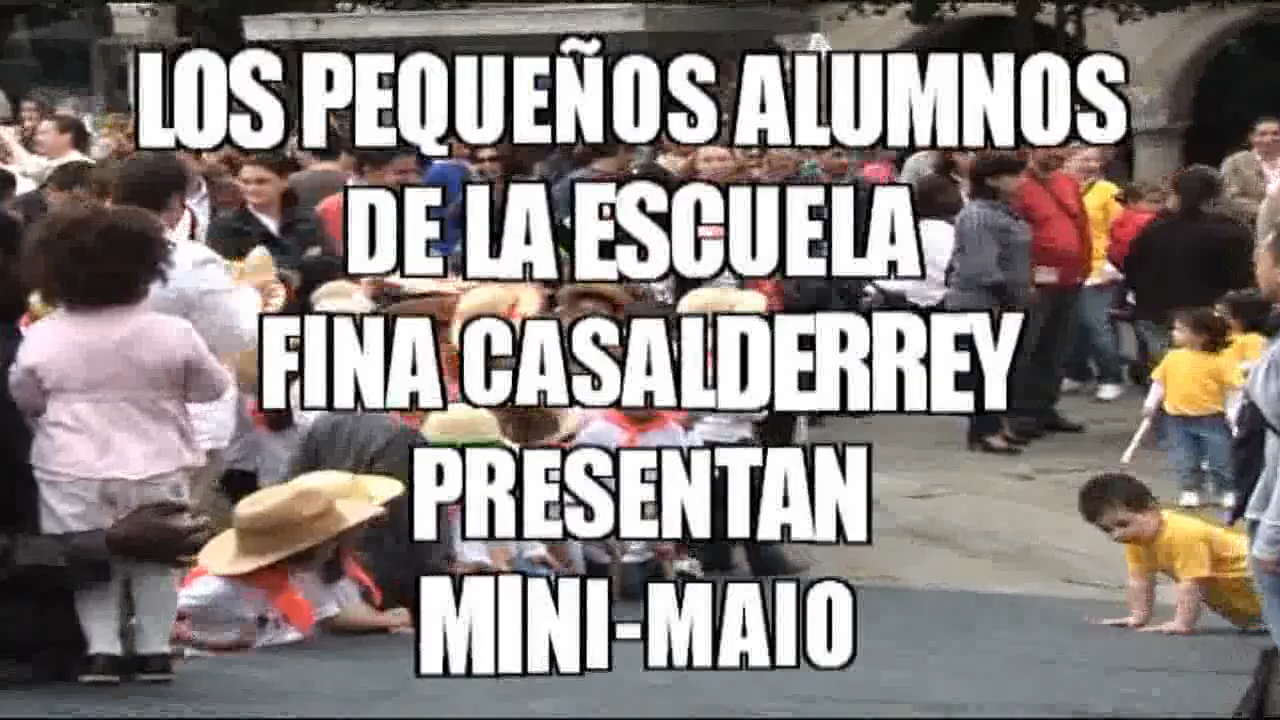 LOS PEQUEÑOS ALUMNOS
DE LA ESCUELA
FINA CASALDERREY
PRESENTAN
MINI-MAIO